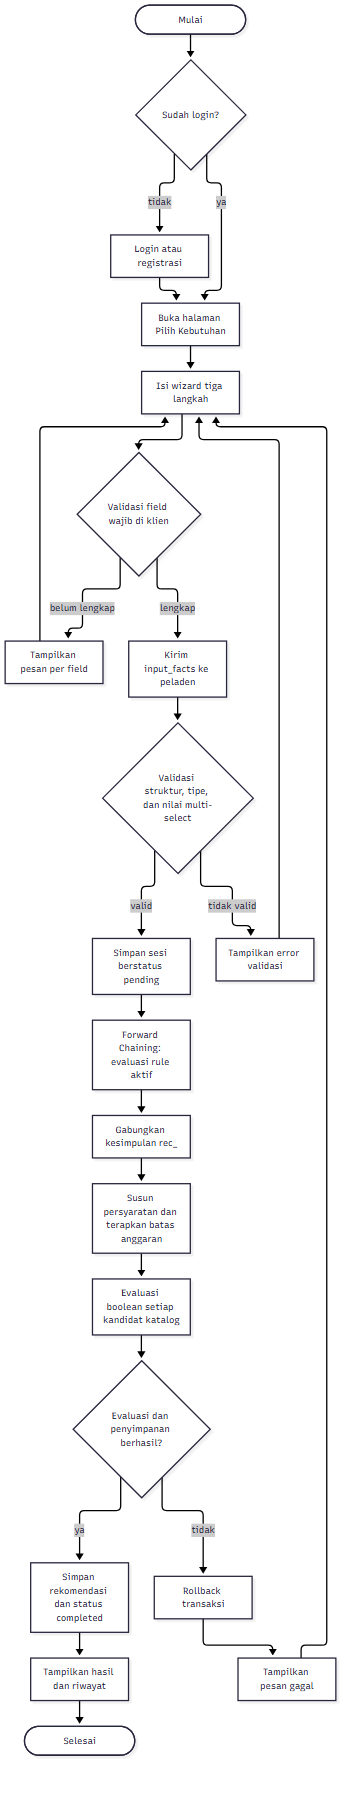 Mulai
Sudah login?
tidak
ya
Login atau
registrasi
Buka halaman
Pilih Kebutuhan
Isi wizard tiga
langkah
Validasi field
wajib di klien
belum lengkap
lengkap
Tampilkan
pesan per field
Kirim
input_facts ke
peladen
Validasi
struktur, tipe,
dan nilai multi-
select
valid
tidak valid
Simpan sesi
berstatus
pending
Tampilkan error
validasi
Forward
Chaining:
evaluasi rule
aktif
Gabungkan
kesimpulan rec_
Susun
persyaratan dan
terapkan batas
anggaran
Evaluasi
boolean setiap
kandidat katalog
Evaluasi dan
penyimpanan
berhasil?
ya
tidak
Simpan
rekomendasi
dan status
completed
Rollback
transaksi
Tampilkan hasil
dan riwayat
Tampilkan
pesan gagal
Selesai